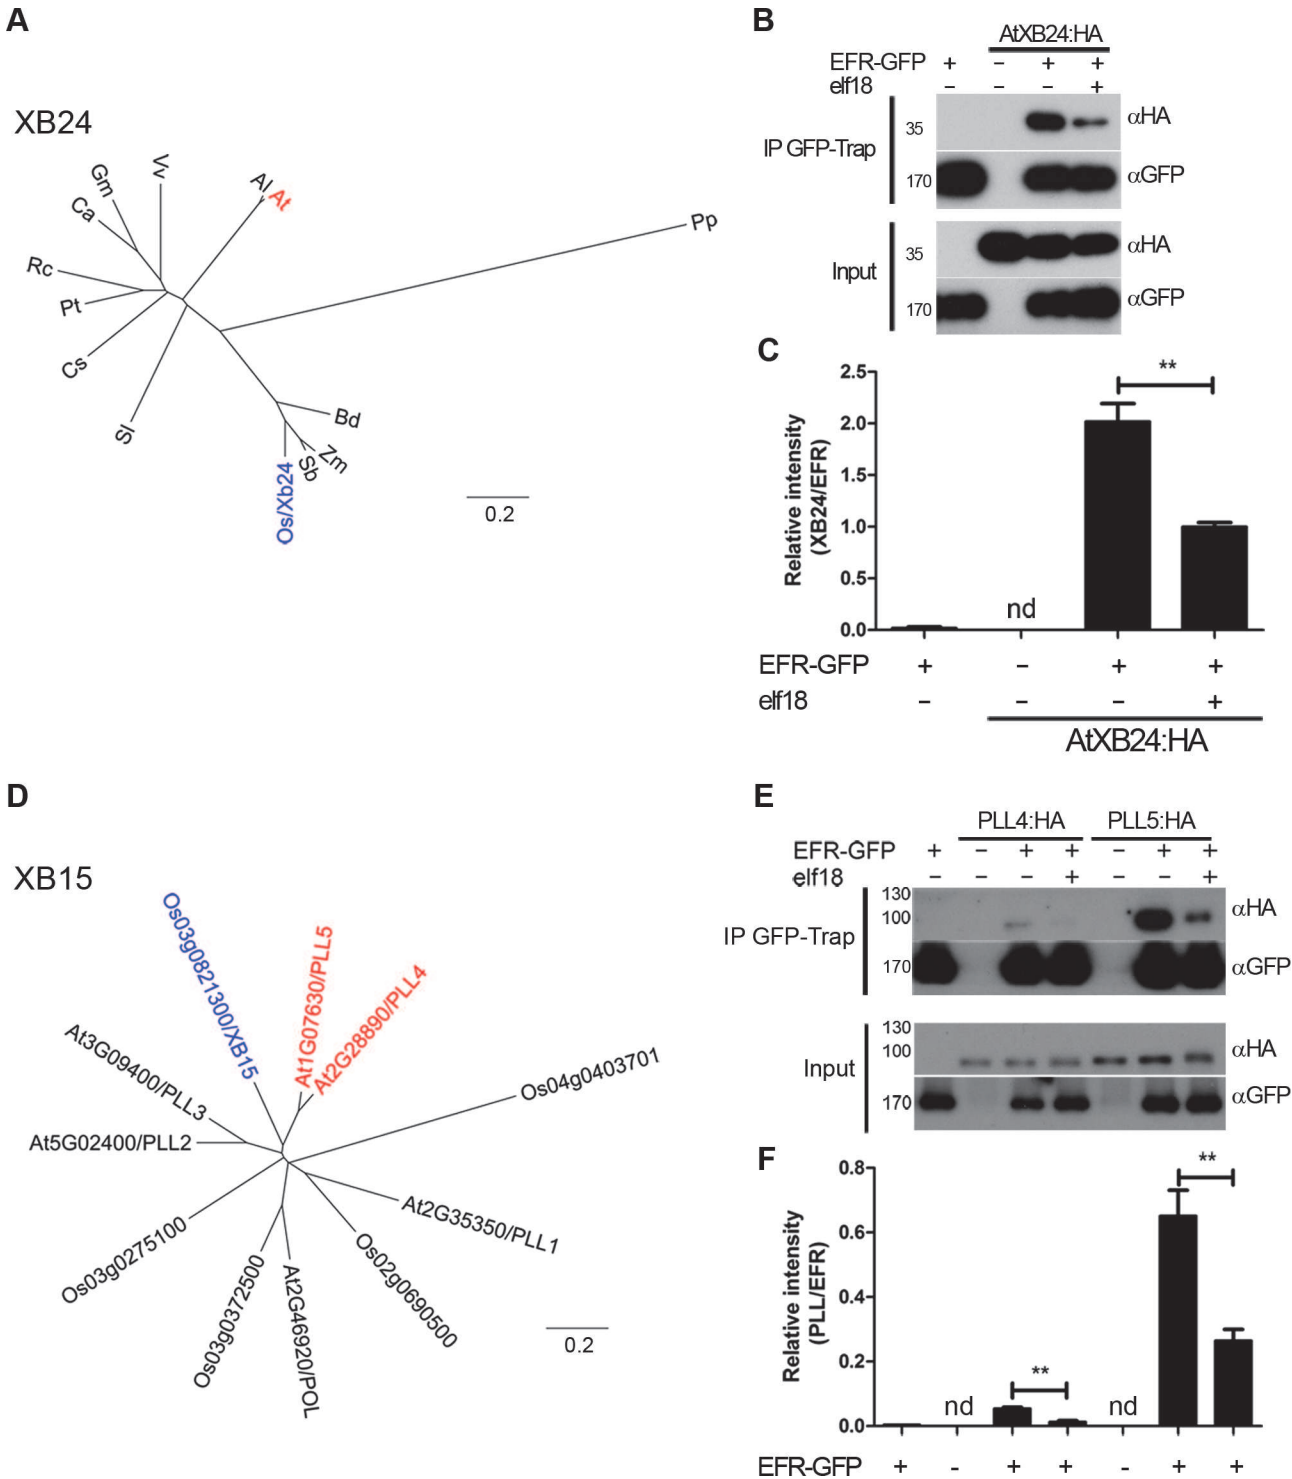 A
XB24
Gm
Vv
Al
At
Ca
Pp
Rc
Pt
Cs
Sl
Bd
Zm
Sb
Os/Xb24
0.2
B
AtXB24:HA
EFR-GFP + − + +
elf18 − − − +
IP GFP-Trap
35
αHA
170
αGFP
Input
35
αHA
170
αGFP
C
Relative intensity
(XB24/EFR)
2.5
2.0
1.5
1.0
0.5
0.0
**
nd
EFR-GFP + − + +
elf18 − − − +
AtXB24:HA
D
XB15
Os03g0821300/XB15
At1G07630/PLL5
At2G28890/PLL4
At3G09400/PLL3
Os04g0403701
At5G02400/PLL2
At2G35350/PLL1
Os03g0275100
Os02g0690500
Os03g0372500
At2G46920/POL
0.2
E
PLL4:HA PLL5:HA
EFR-GFP + − + + − + +
elf18 − − − + − − +
IP GFP-Trap
130
100
αHA
170
αGFP
Input
130
100
αHA
170
αGFP
F
Relative intensity
(PLL/EFR)
0.8
0.6
0.4
0.2
0.0
**
**
nd
nd
EFR-GFP + - + + - + +